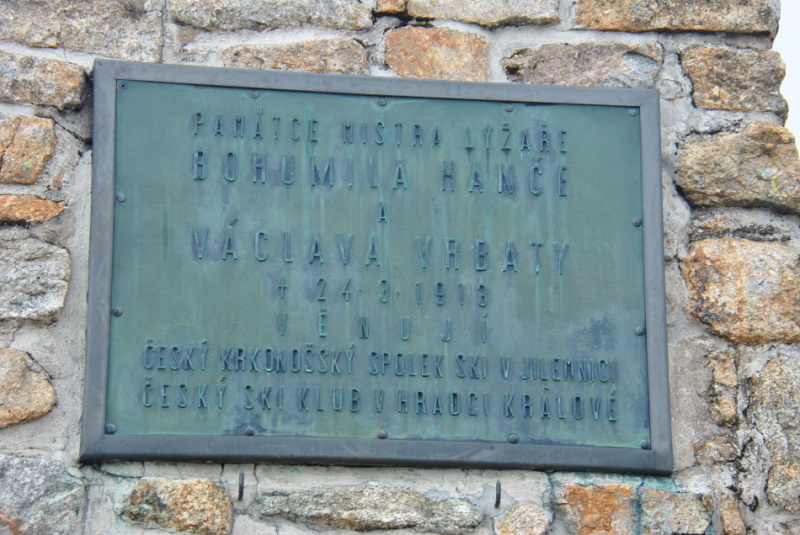 PAMÁTCE MISTRA LYŽAŘE
BOHUMILA HANČE
A
VÁCLAVA VRBATY
† 24·3·1913
VĚNUJÍ
ČESKÝ KRKONOŠSKÝ SPOLEK SKI V JILEMNICI
ČESKÝ SKI KLUB V HRADCI KRÁLOVÉ